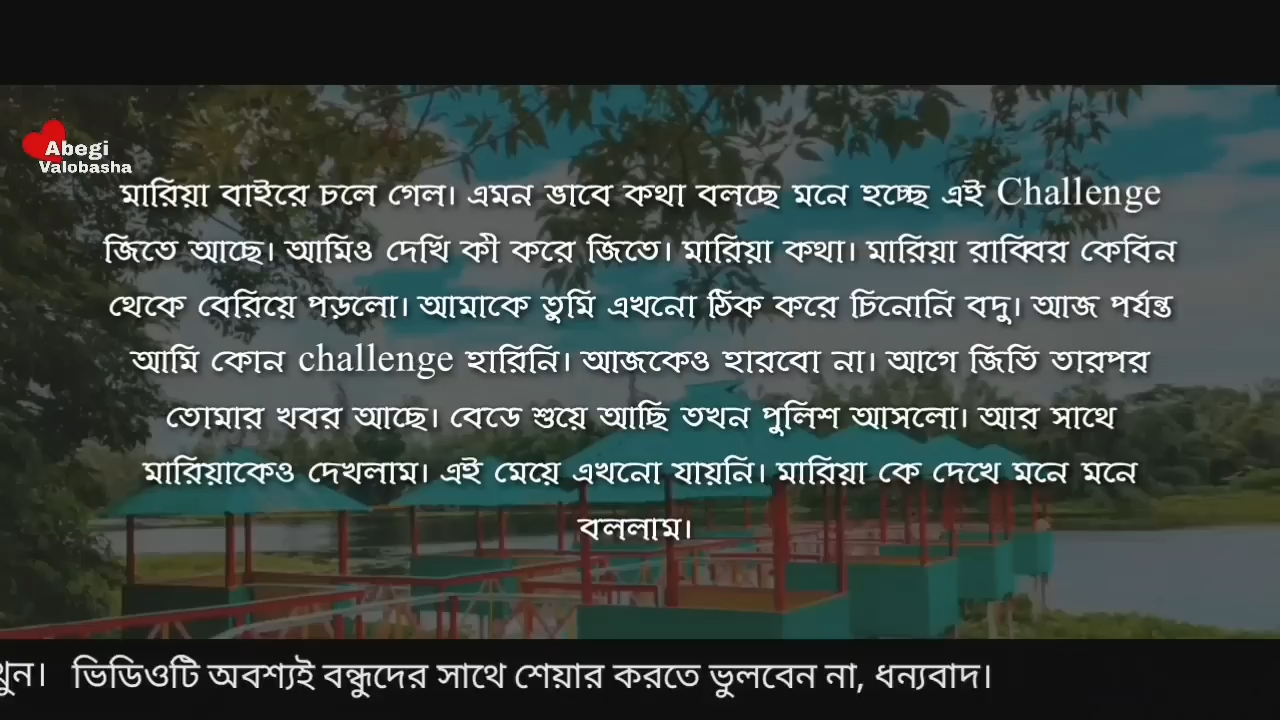 Abegi
Valobasha
মারিয়া বাইরে চলে গেল। এমন ভাবে কথা বলছে মনে হচ্ছে এই Challenge
জিতে আছে। আমিও দেখি কী করে জিতে। মারিয়া কথা। মারিয়া রাব্বির কেবিন
থেকে বেরিয়ে পড়লো। আমাকে তুমি এখনো ঠিক করে চিনোনি বদু। আজ পর্যন্ত
আমি কোন challenge হারিনি। আজকেও হারবো না। আগে জিতি তারপর
তোমার খবর আছে। বেডে শুয়ে আছি তখন পুলিশ আসলো। আর সাথে
মারিয়াকেও দেখলাম। এই মেয়ে এখনো যায়নি। মারিয়া কে দেখে মনে মনে
বললাম।
ভিডিওটি অবশ্যই বন্ধুদের সাথে শেয়ার করতে ভুলবেন না, ধন্যবাদ।